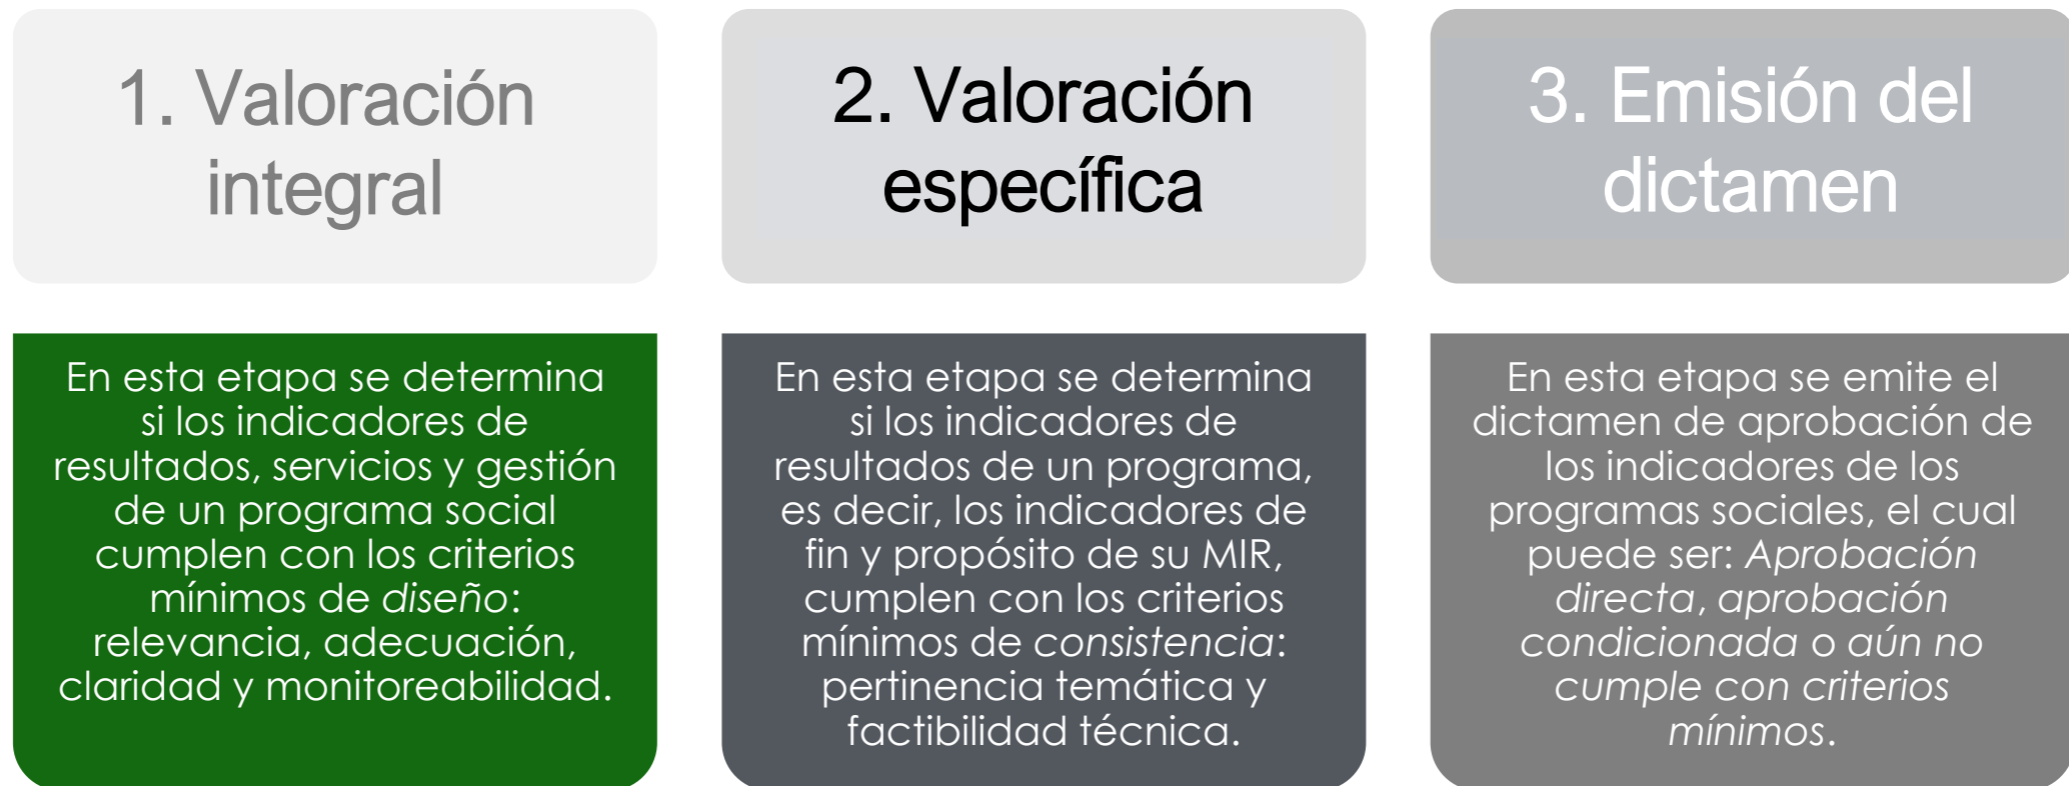 1. Valoración
integral
En esta etapa se determina
si los indicadores de
resultados, servicios y gestión
de un programa social
cumplen con los criterios
mínimos de diseño:
relevancia, adecuación,
claridad y monitoreabilidad.
2. Valoración
específica
En esta etapa se determina
si los indicadores de
resultados de un programa,
es decir, los indicadores de
fin y propósito de su MIR,
cumplen con los criterios
mínimos de consistencia:
pertinencia temática y
factibilidad técnica.
3. Emisión del
dictamen
En esta etapa se emite el
dictamen de aprobación de
los indicadores de los
programas sociales, el cual
puede ser: Aprobación
directa, aprobación
condicionada o aún no
cumple con criterios
mínimos.